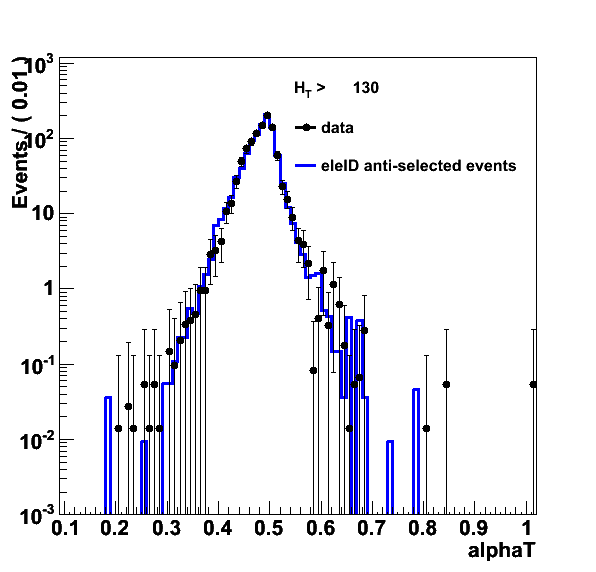 Events / ( 0.01 )
10^3
10^2
10
1
10^-1
10^-2
10^-3
H_T > 130
data
eleID anti-selected events
0.1 0.2 0.3 0.4 0.5 0.6 0.7 0.8 0.9 1
alphaT